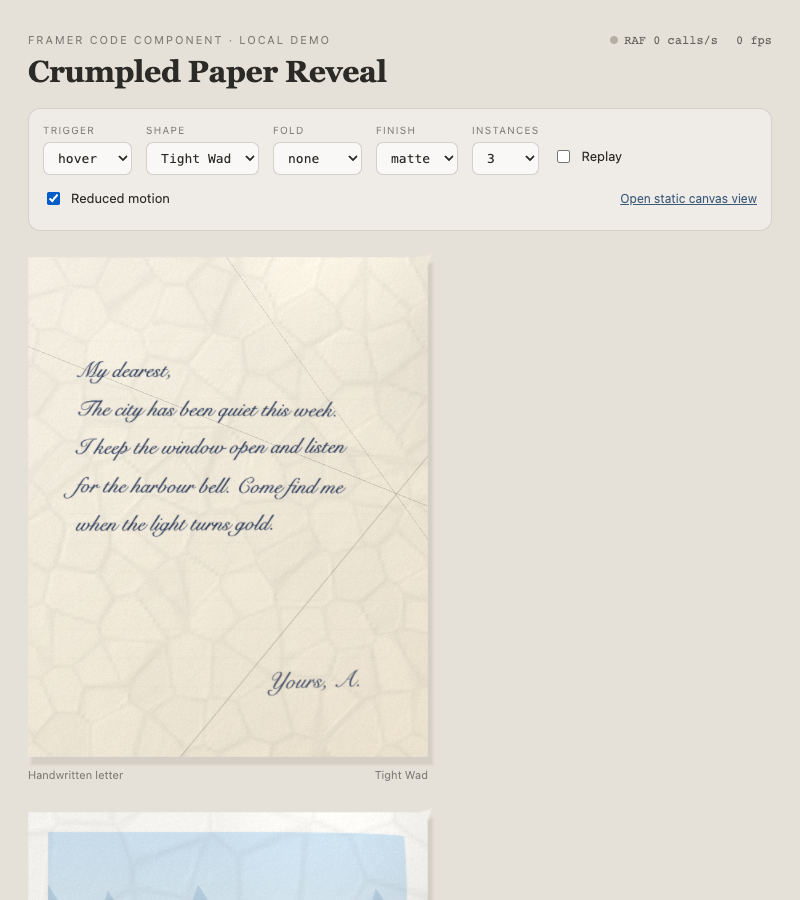 FRAMER CODE COMPONENT · LOCAL DEMO
RAF 0 calls/s 0 fps
Crumpled Paper Reveal
TRIGGER SHAPE FOLD FINISH INSTANCES
hover Tight Wad none matte 3 Replay
Reduced motion Open static canvas view
My dearest,
The city has been quiet this week.
I keep the window open and listen
for the harbour bell. Come find me
when the light turns gold.
Yours, A.
Handwritten letter Tight Wad